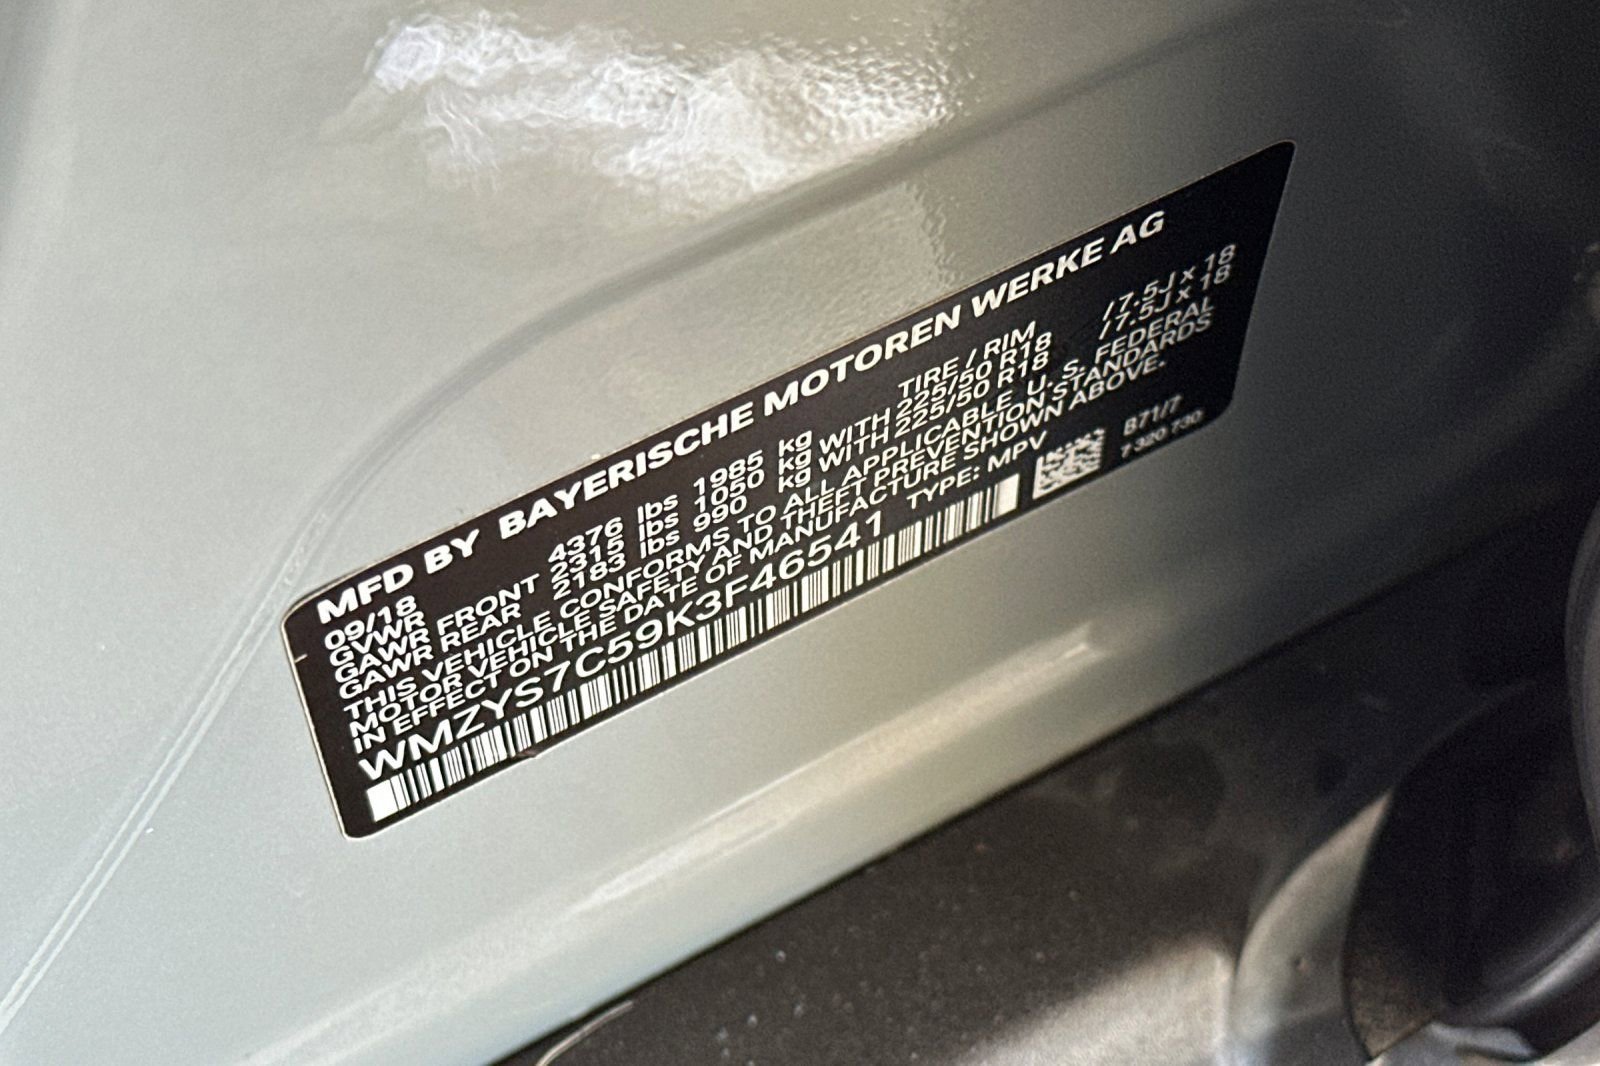 MFD BY BAYERISCHE MOTOREN WERKE AG
09/18 TIRE / RIM
GVWR 4376 lbs 1985 kg
GAWR FRONT 2315 lbs 1050 kg WITH 225/50 R18 / 7.5J x 18
GAWR REAR 2183 lbs 990 kg WITH 225/50 R18 / 7.5J x 18
THIS VEHICLE CONFORMS TO ALL APPLICABLE U. S. FEDERAL
MOTOR VEHICLE SAFETY AND THEFT PREVENTION STANDARDS
IN EFFECT ON THE DATE OF MANUFACTURE SHOWN ABOVE.
WMZYS7C59K3F46541 TYPE: MPV B71/7
7 320 730